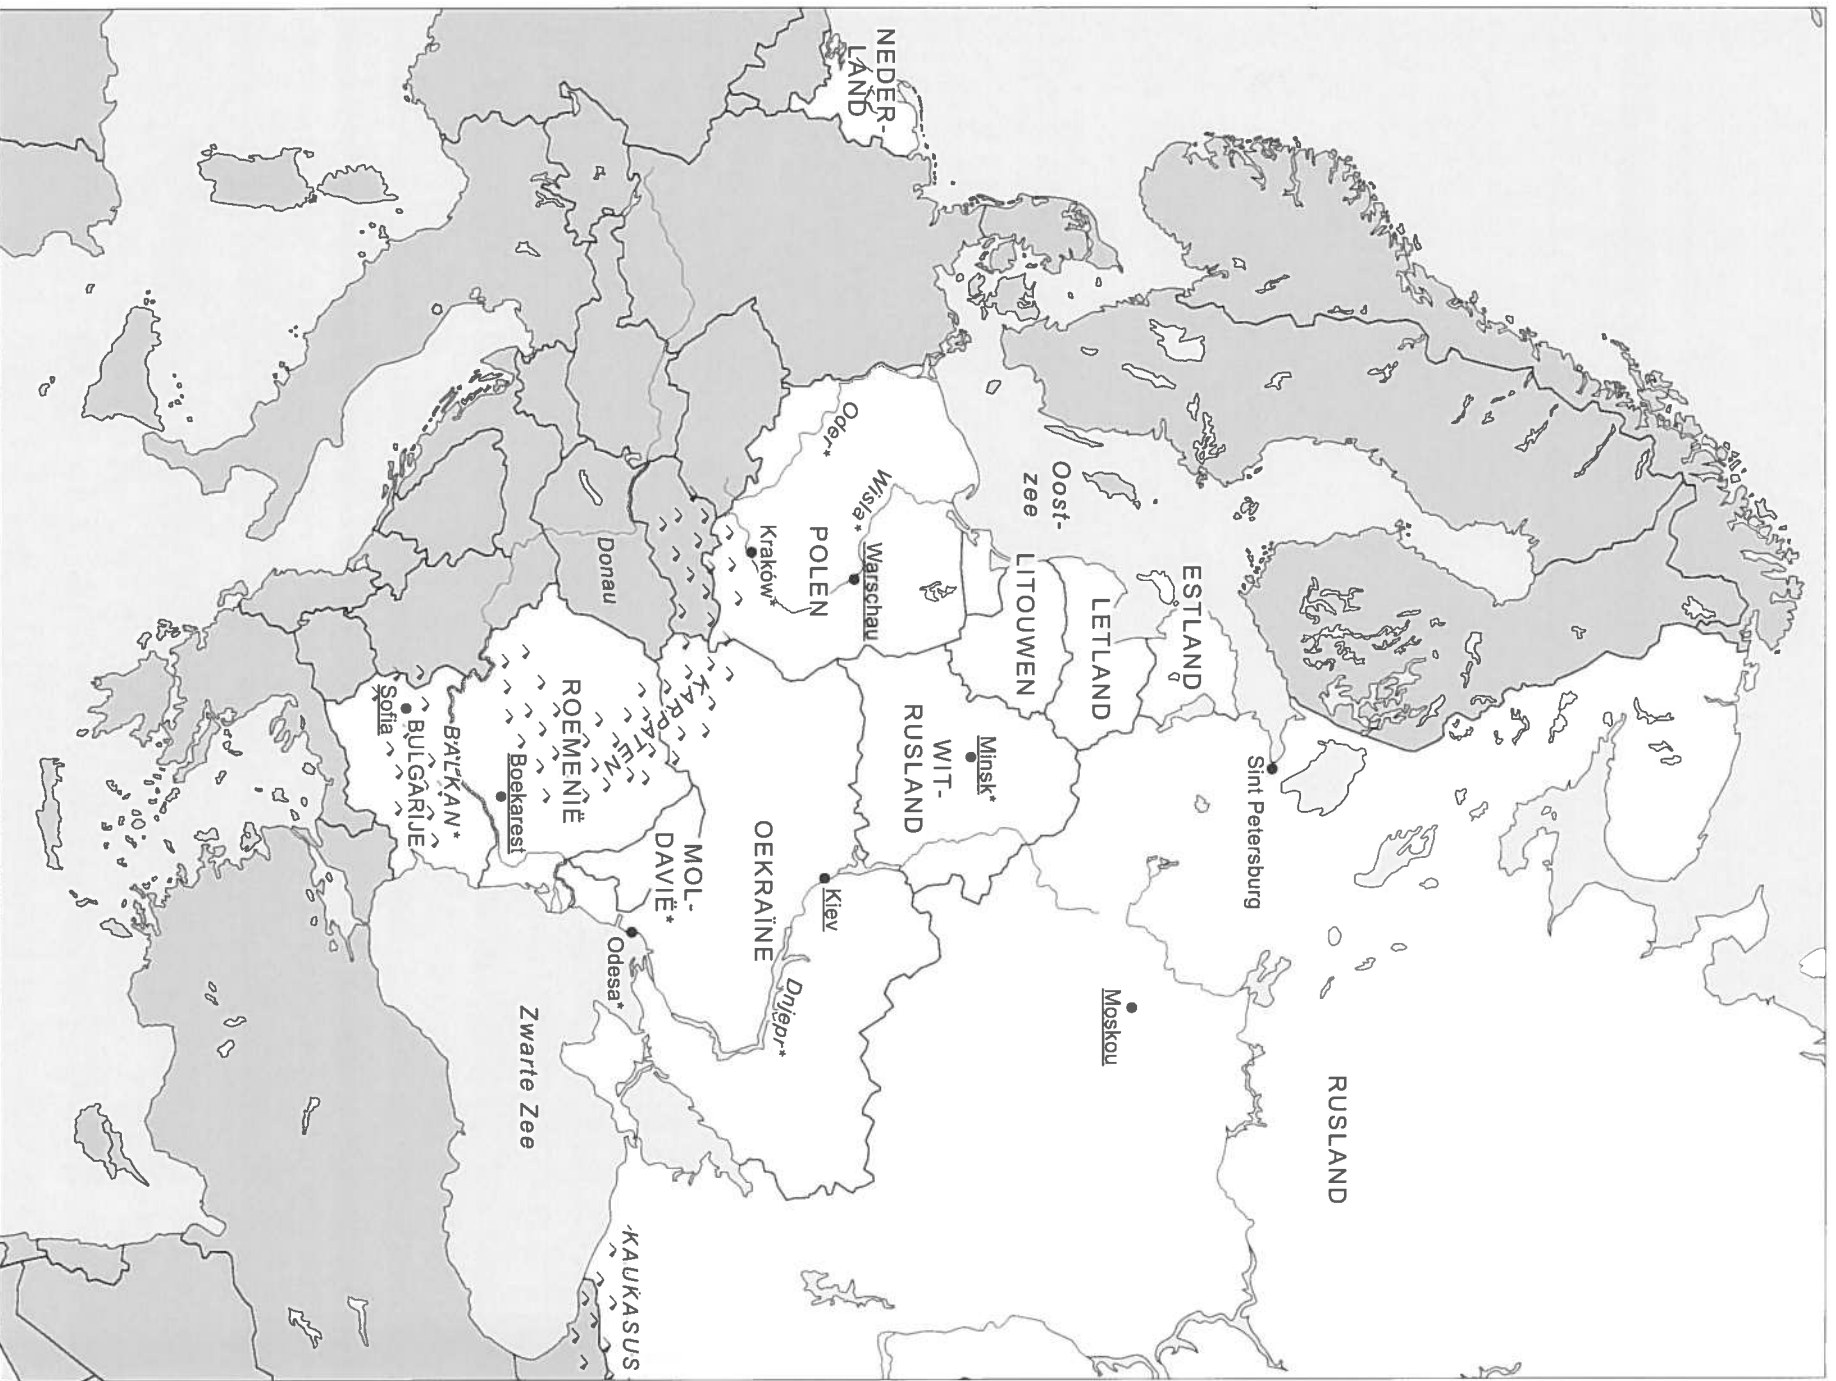 NEDER-
LAND
Oost-
zee
ESTLAND
LETLAND
LITOUWEN
Sint Petersburg
RUSLAND
Moskou
Minsk*
WIT-
RUSLAND
Oder*
Wisla*
Warschau
POLEN
Kraków*
Kiev
OEKRAÏNE
Dnjepr*
KARPATEN
MOL-
DAVIË*
Odesa*
Donau
ROEMENIË
Boekarest
BALKAN*
BULGARIJE
Sofia
Zwarte Zee
KAUKASUS